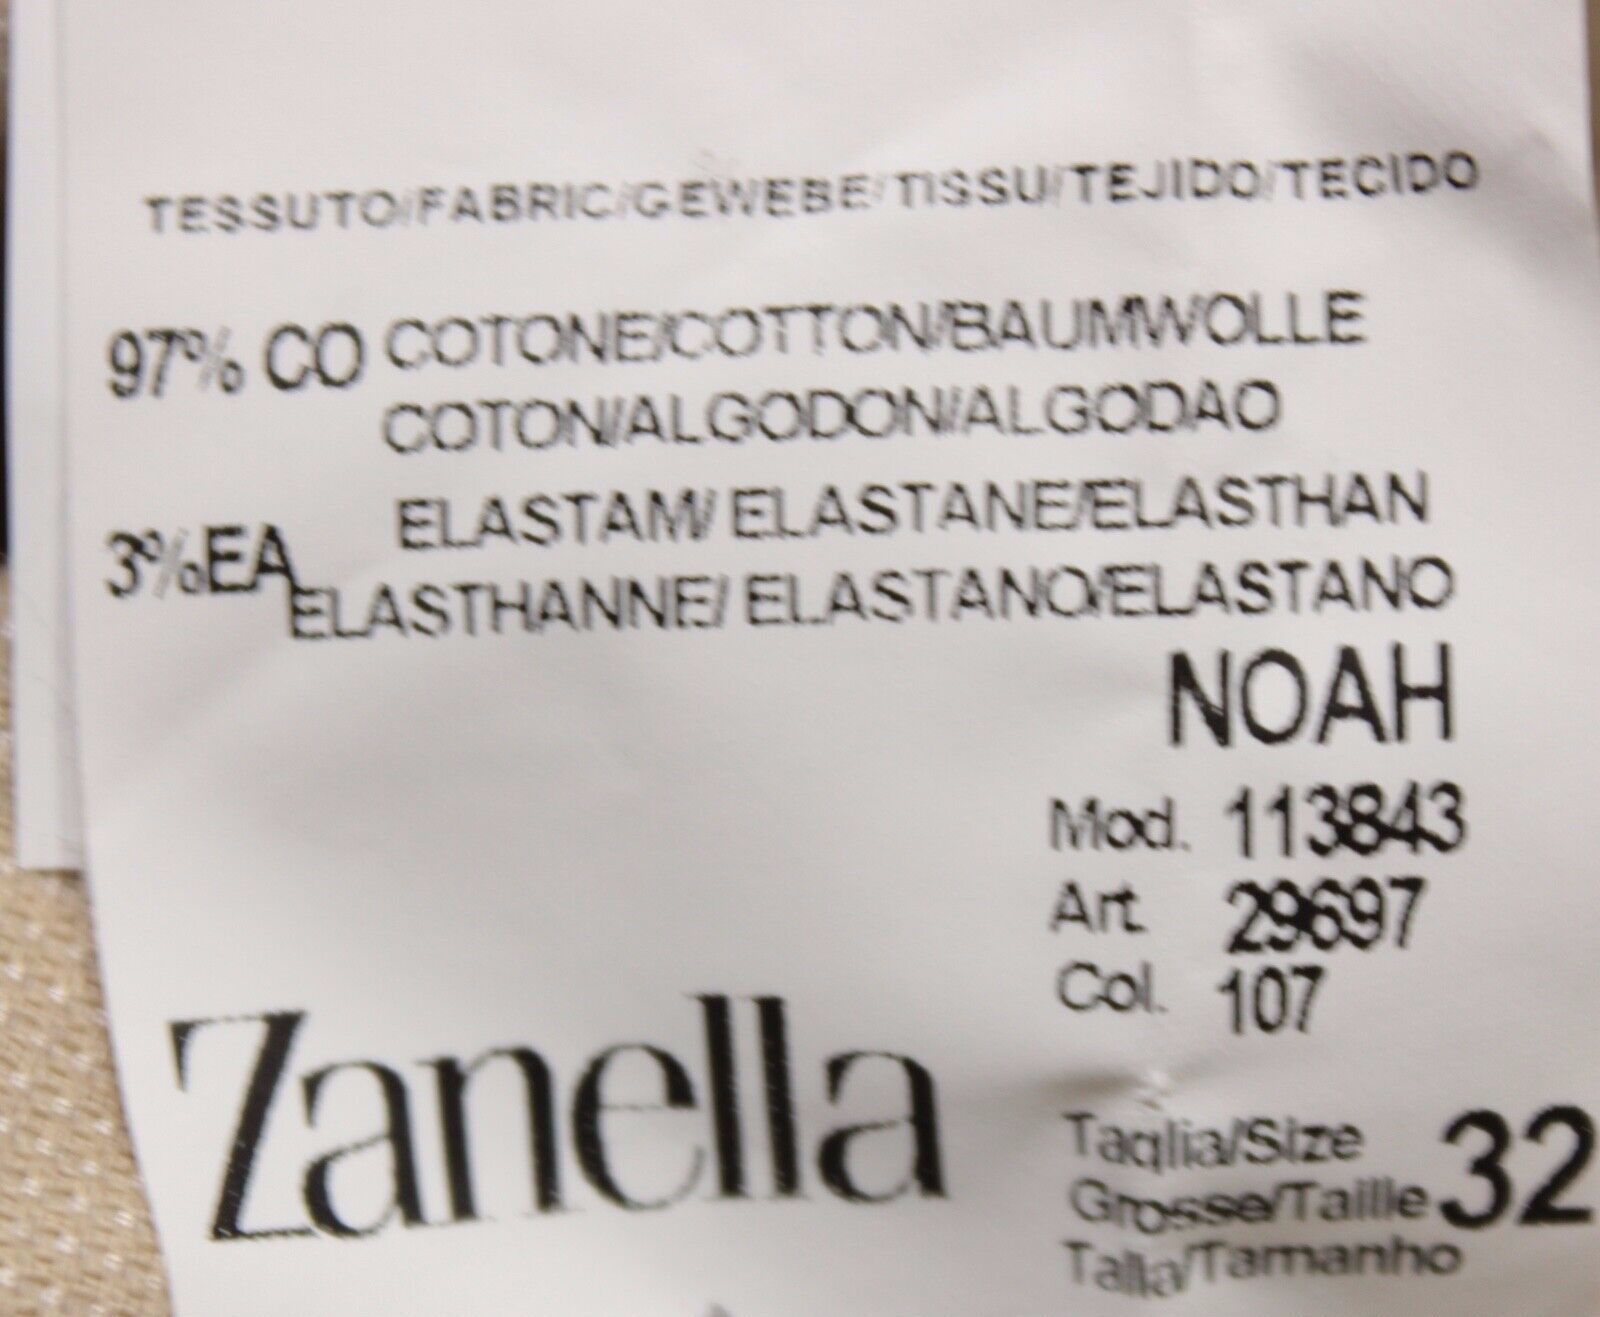 TESSUTO/FABRIC/GEWEBE/TISSU/TEJIDO/TECIDO
97% CO COTONE/COTTON/BAUMWOLLE
COTON/ALGODON/ALGODAO
3%EA ELASTAM/ ELASTANE/ELASTHAN
ELASTHANNE/ ELASTANO/ELASTANO
NOAH
Mod. 113843
Art. 29697
Col. 107
Zanella
Taglia/Size
Grosse/Taille 32
Talla/Tamanho